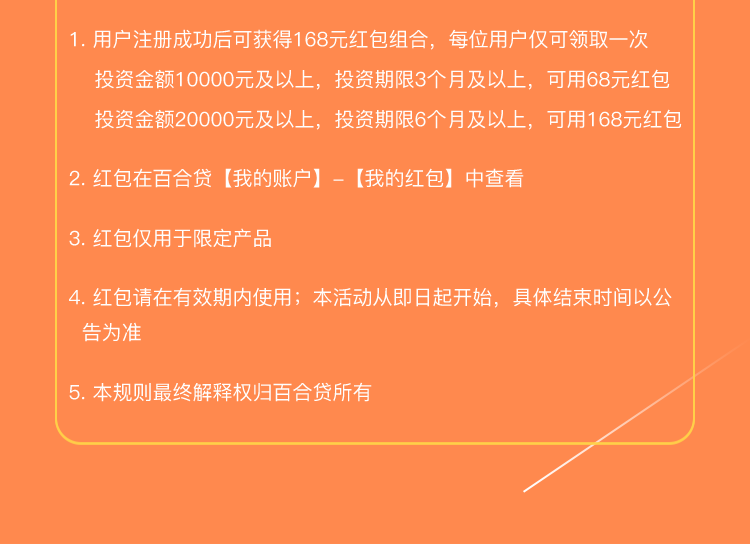 1. 用户注册成功后可获得168元红包组合，每位用户仅可领取一次
投资金额10000元及以上，投资期限3个月及以上，可用68元红包
投资金额20000元及以上，投资期限6个月及以上，可用168元红包
2. 红包在百合贷【我的账户】-【我的红包】中查看
3. 红包仅用于限定产品
4. 红包请在有效期内使用；本活动从即日起开始，具体结束时间以公
告为准
5. 本规则最终解释权归百合贷所有